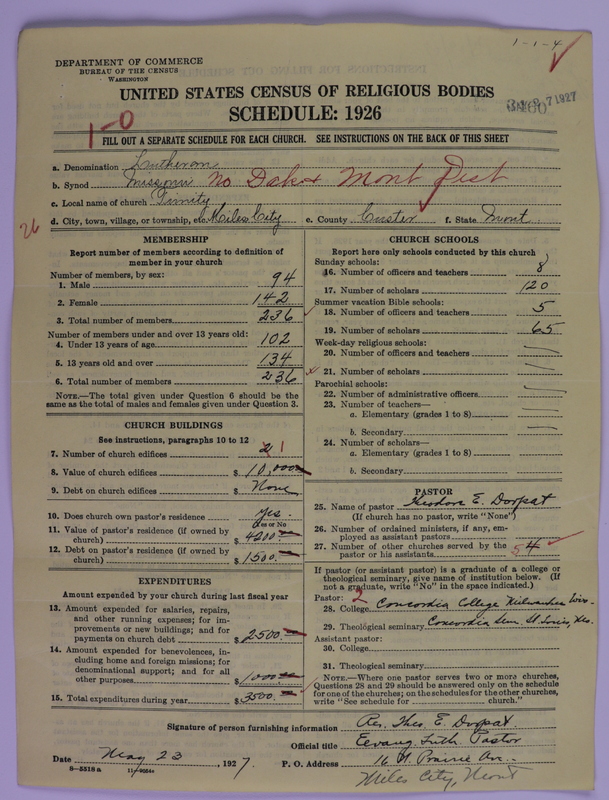 1-1-4
DEPARTMENT OF COMMERCE
BUREAU OF THE CENSUS
WASHINGTON
UNITED STATES CENSUS OF RELIGIOUS BODIES
SCHEDULE: 1926
1-0
FILL OUT A SEPARATE SCHEDULE FOR EACH CHURCH. SEE INSTRUCTIONS ON THE BACK OF THIS SHEET
a. Denomination Lutheran
b. Synod Missouri No Dak & Mont Dist
c. Local name of church Trinity
d. City, town, village, or township, etc. Miles City e. County Custer f. State Mont.
26
MEMBERSHIP
Report number of members according to definition of member in your church
Number of members, by sex:
1. Male 94
2. Female 142
3. Total number of members 236
Number of members under and over 13 years old:
4. Under 13 years of age 102
5. 13 years old and over 134
6. Total number of members 236
NOTE.—The total given under Question 6 should be the same as the total of males and females given under Question 3.
CHURCH BUILDINGS
See instructions, paragraphs 10 to 12
7. Number of church edifices 2 1
8. Value of church edifices $ 10,000
9. Debt on church edifices $ None
10. Does church own pastor's residence Yes.
Yes or No
11. Value of pastor's residence (if owned by church) $ 4200
12. Debt on pastor's residence (if owned by church) $ 1500
EXPENDITURES
Amount expended by your church during last fiscal year
13. Amount expended for salaries, repairs, and other running expenses; for improvements or new buildings; and for payments on church debt $ 2500
14. Amount expended for benevolences, including home and foreign missions; for denominational support; and for all other purposes $ 1000
15. Total expenditures during year $ 3500
CHURCH SCHOOLS
Report here only schools conducted by this church
Sunday schools:
16. Number of officers and teachers 8
17. Number of scholars 120
Summer vacation Bible schools:
18. Number of officers and teachers 5
19. Number of scholars 65
Week-day religious schools:
20. Number of officers and teachers
21. Number of scholars
Parochial schools:
22. Number of administrative officers
23. Number of teachers—
a. Elementary (grades 1 to 8)
b. Secondary
24. Number of scholars—
a. Elementary (grades 1 to 8)
b. Secondary
PASTOR
25. Name of pastor Theodore E. Dorpat
(If church has no pastor, write "None")
26. Number of ordained ministers, if any, employed as assistant pastors
27. Number of other churches served by the pastor or his assistants 5 4
If pastor (or assistant pastor) is a graduate of a college or theological seminary, give name of institution below. (If not a graduate, write "No" in the space indicated.)
Pastor: 2
28. College Concordia College Milwaukee Wis.
29. Theological seminary Concordia Sem. St. Louis, Mo.
Assistant pastor:
30. College
31. Theological seminary
NOTE.—Where one pastor serves two or more churches, Questions 28 and 29 should be answered only on the schedule for one of the churches; on the schedules for the other churches, write "See schedule for church."
Signature of person furnishing information Rev. Theo. E. Dorpat.
Official title Evang. Luth. Pastor
Date May 23, 1927. P. O. Address 16 N. Prairie Av.
8—5518 a
Miles City, Mont